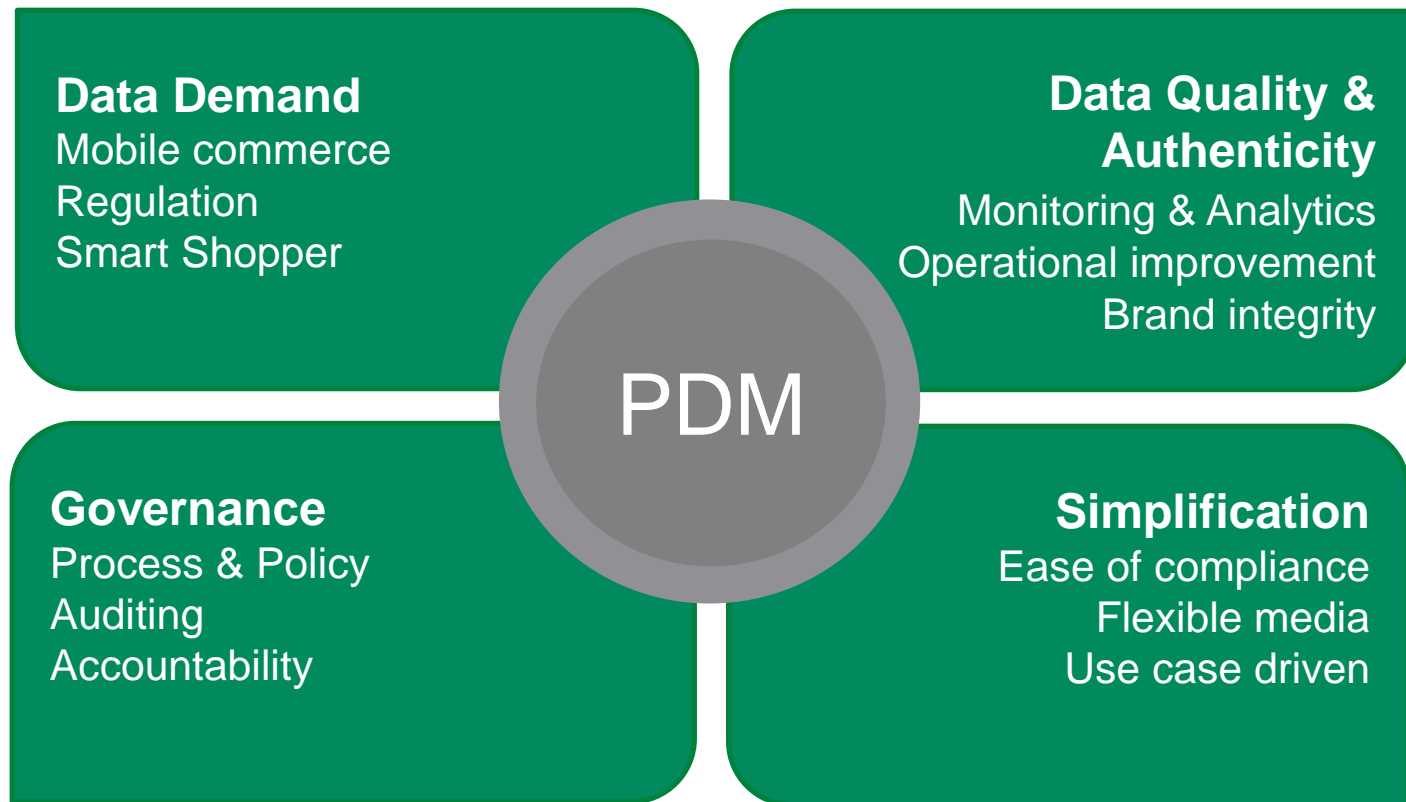 Data Demand
Mobile commerce
Regulation
Smart Shopper
Data Quality &
Authenticity
Monitoring & Analytics
Operational improvement
Brand integrity
PDM
Governance
Process & Policy
Auditing
Accountability
Simplification
Ease of compliance
Flexible media
Use case driven